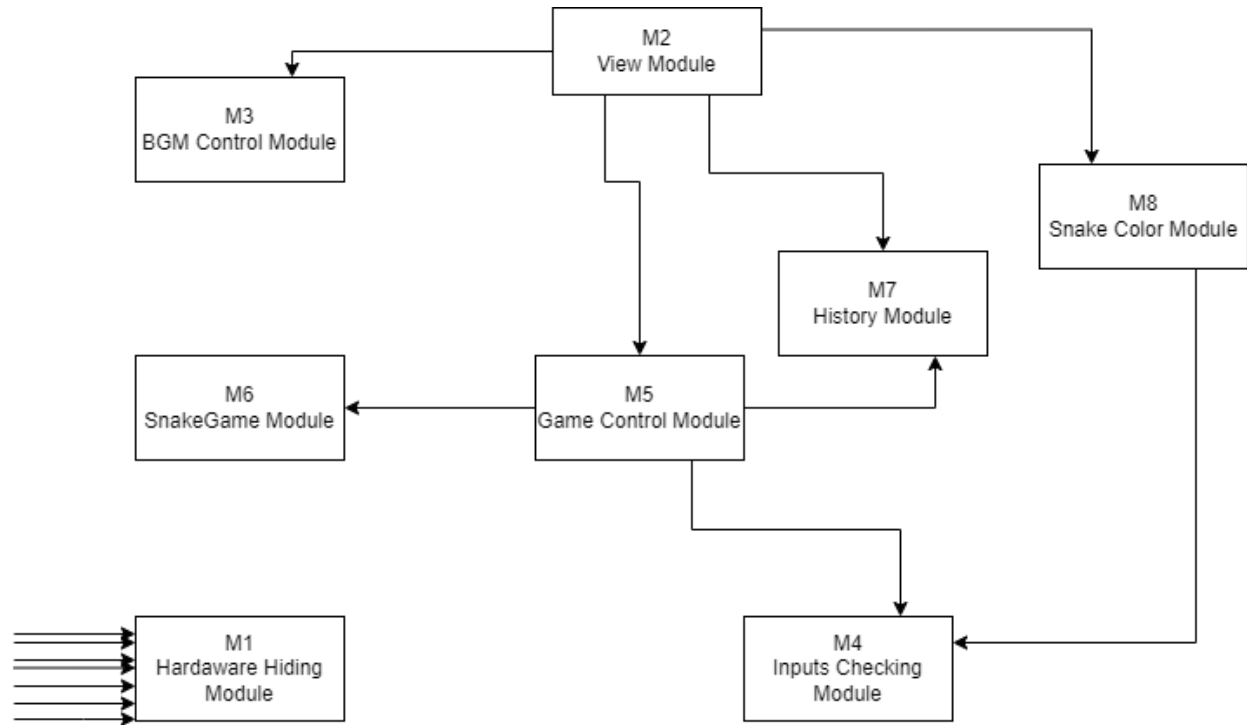 M2
View Module
M3
BGM Control Module
M8
Snake Color Module
M7
History Module
M6
SnakeGame Module
M5
Game Control Module
M1
Hardaware Hiding
Module
M4
Inputs Checking
Module